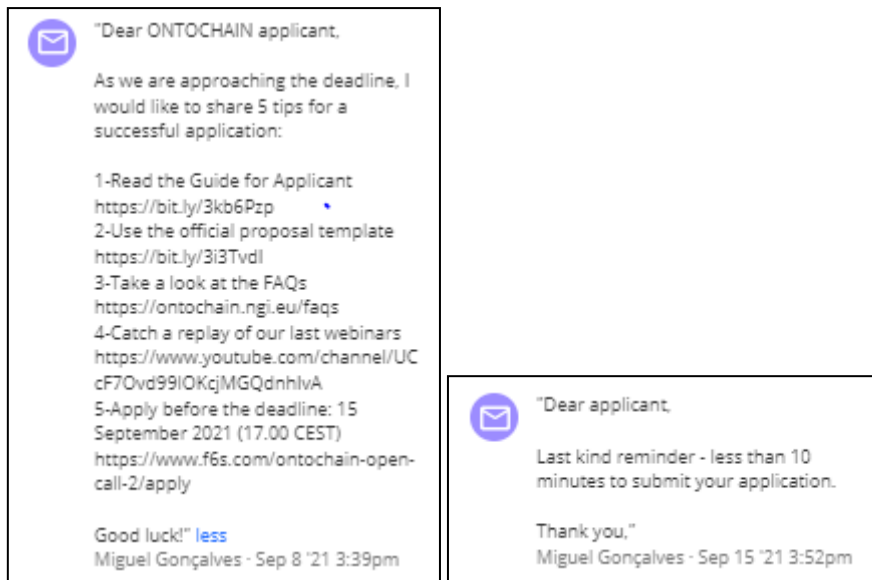 "Dear ONTOCHAIN applicant,
As we are approaching the deadline, I
would like to share 5 tips for a
successful application:
1-Read the Guide for Applicant
https://bit.ly/3kb6Pzp
2-Use the official proposal template
https://bit.ly/3i3TvdI
3-Take a look at the FAQs
https://ontochain.ngi.eu/faqs
4-Catch a replay of our last webinars
https://www.youtube.com/channel/UC
cF7Ovd99IOKcjMGQdnhIvA
5-Apply before the deadline: 15
September 2021 (17.00 CEST)
https://www.f6s.com/ontochain-open-
call-2/apply
Good luck!" less
Miguel Gonçalves · Sep 8 '21 3:39pm
"Dear applicant,
Last kind reminder - less than 10
minutes to submit your application.
Thank you,"
Miguel Gonçalves · Sep 15 '21 3:52pm